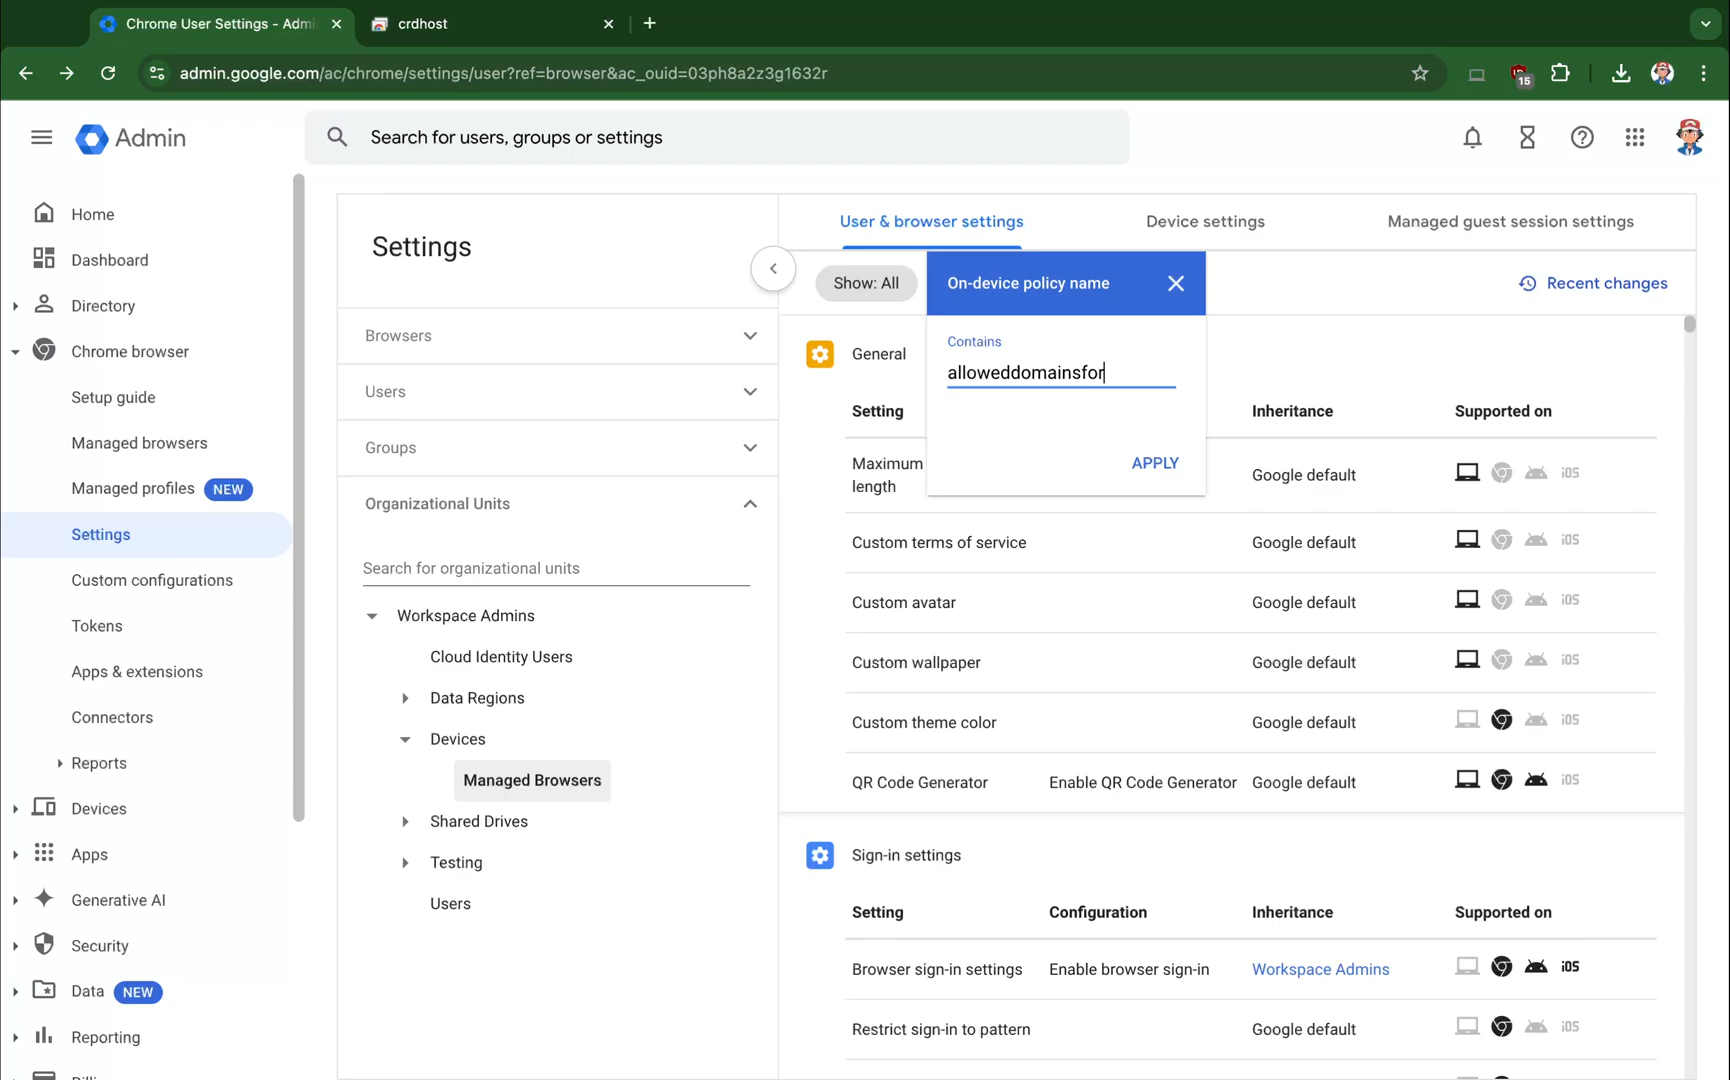 Chrome User Settings - Admi
crdhost
admin.google.com/ac/chrome/settings/user?ref=browser&ac_ouid=03ph8a2z3g1632r
15
Admin
Search for users, groups or settings
Home
Dashboard
Directory
Chrome browser
Setup guide
Managed browsers
Managed profiles NEW
Settings
Custom configurations
Tokens
Apps & extensions
Connectors
Reports
Devices
Apps
Generative AI
Security
Data NEW
Reporting
Settings
Browsers
Users
Groups
Organizational Units
Search for organizational units
Workspace Admins
Cloud Identity Users
Data Regions
Devices
Managed Browsers
Shared Drives
Testing
Users
User & browser settings
Device settings
Managed guest session settings
Show: All
On-device policy name
Contains
alloweddomainsfor
APPLY
Recent changes
General
Setting Inheritance Supported on
Maximum
length
Google default iOS
Custom terms of service Google default iOS
Custom avatar Google default iOS
Custom wallpaper Google default iOS
Custom theme color Google default iOS
QR Code Generator Enable QR Code Generator Google default iOS
Sign-in settings
Setting Configuration Inheritance Supported on
Browser sign-in settings Enable browser sign-in Workspace Admins iOS
Restrict sign-in to pattern Google default iOS